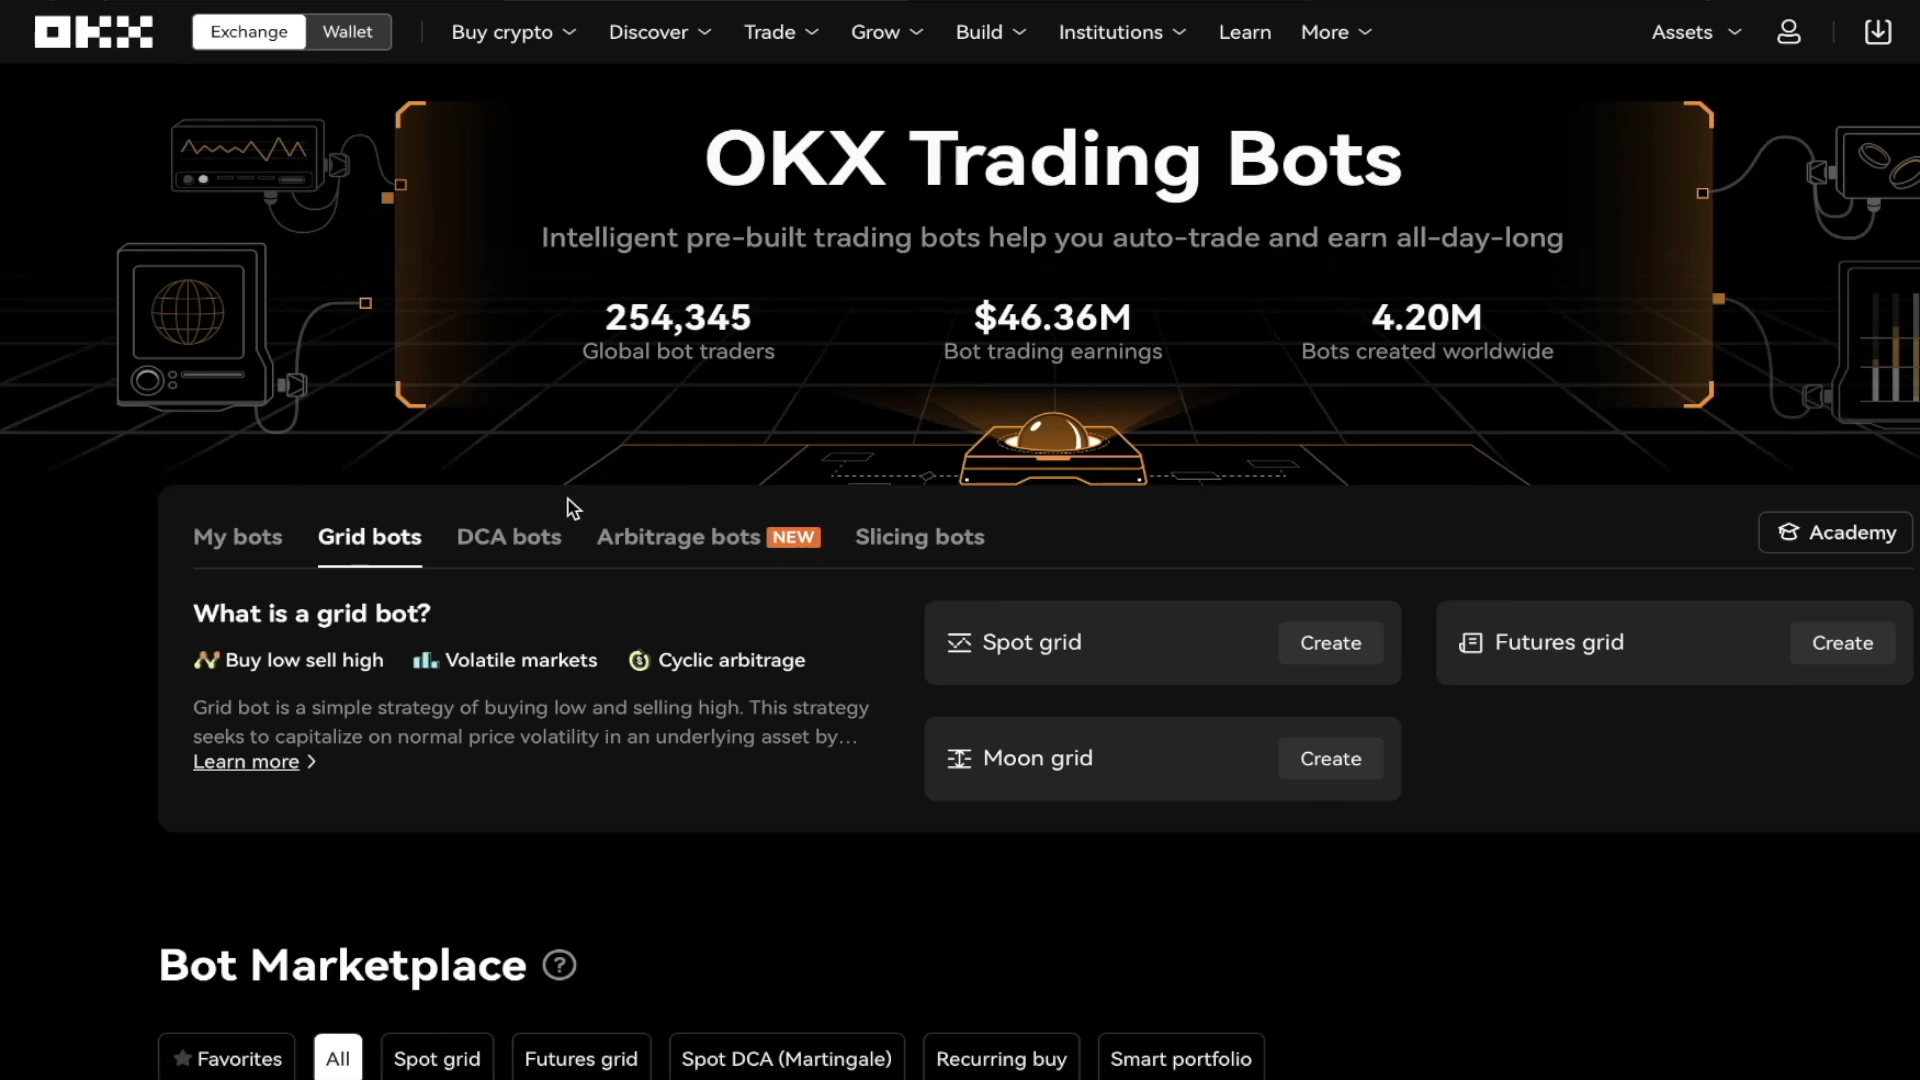 OKX Exchange Wallet Buy crypto Discover Trade Grow Build Institutions Learn More Assets
OKX Trading Bots
Intelligent pre-built trading bots help you auto-trade and earn all-day-long
254,345 $46.36M 4.20M
Global bot traders Bot trading earnings Bots created worldwide
My bots Grid bots DCA bots Arbitrage bots NEW Slicing bots Academy
What is a grid bot?
Buy low sell high Volatile markets Cyclic arbitrage
Grid bot is a simple strategy of buying low and selling high. This strategy
seeks to capitalize on normal price volatility in an underlying asset by...
Learn more
Spot grid Create Futures grid Create
Moon grid Create
Bot Marketplace ?
Favorites All Spot grid Futures grid Spot DCA (Martingale) Recurring buy Smart portfolio